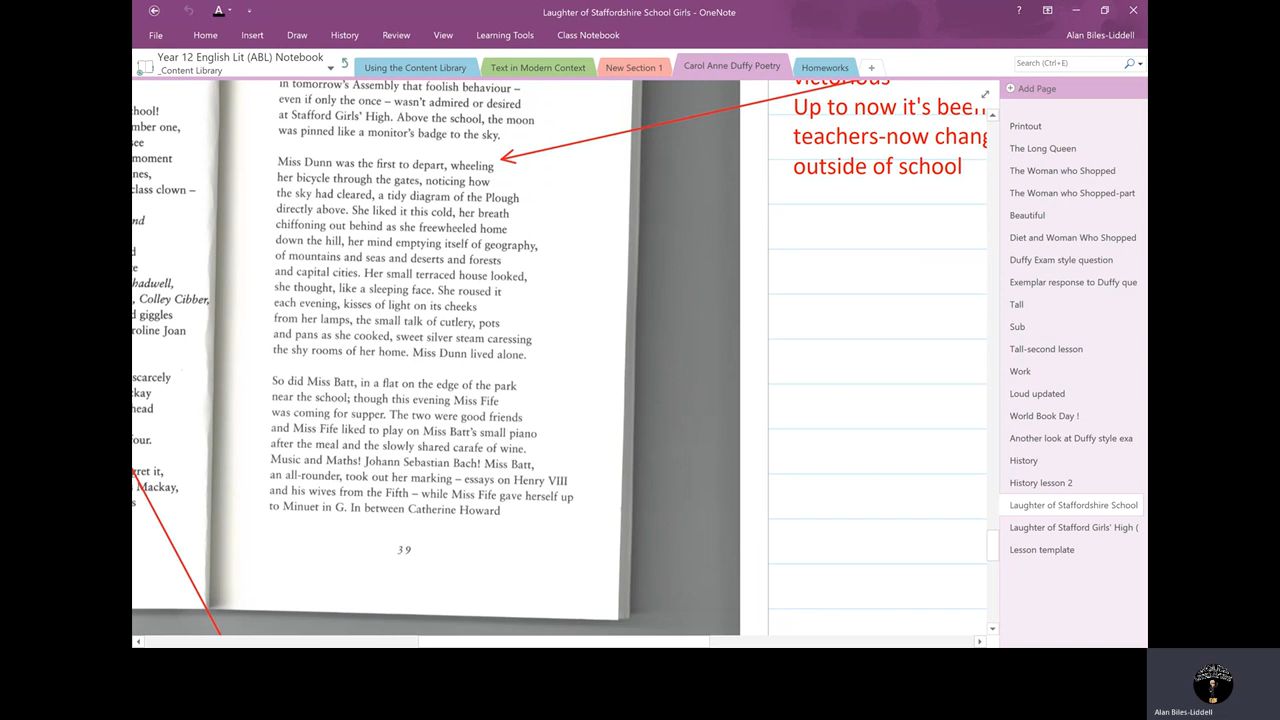 Laughter of Staffordshire School Girls - OneNote
A
?
File
Home
Insert
Draw
History
Review
View
Learning Tools
Class Notebook
Alan Biles-Liddell
Year 12 English Lit (ABL) Notebook
_Content Library
Using the Content Library
Text in Modern Context
New Section 1
Carol Anne Duffy Poetry
Homeworks
+
Search (Ctrl+E)
Add Page
Printout
The Long Queen
The Woman who Shopped
The Woman who Shopped-part
Beautiful
Diet and Woman Who Shopped
Duffy Exam style question
Exemplar response to Duffy que
Tall
Sub
Tall-second lesson
Work
Loud updated
World Book Day !
Another look at Duffy style exa
History
History lesson 2
Laughter of Staffordshire School
Laughter of Stafford Girls' High (
Lesson template
hool!
mber one,
see
moment
nes,
class clown –
nd
d
re
hadwell,
, Colley Cibber,
d giggles
roline Joan
scarcely
kay
head
our.
gret it,
Mackay,
s
in tomorrow's Assembly that foolish behaviour –
even if only the once – wasn't admired or desired
at Stafford Girls' High. Above the school, the moon
was pinned like a monitor's badge to the sky.
Miss Dunn was the first to depart, wheeling
her bicycle through the gates, noticing how
the sky had cleared, a tidy diagram of the Plough
directly above. She liked it this cold, her breath
chiffoning out behind as she freewheeled home
down the hill, her mind emptying itself of geography,
of mountains and seas and deserts and forests
and capital cities. Her small terraced house looked,
she thought, like a sleeping face. She roused it
each evening, kisses of light on its cheeks
from her lamps, the small talk of cutlery, pots
and pans as she cooked, sweet silver steam caressing
the shy rooms of her home. Miss Dunn lived alone.
So did Miss Batt, in a flat on the edge of the park
near the school; though this evening Miss Fife
was coming for supper. The two were good friends
and Miss Fife liked to play on Miss Batt's small piano
after the meal and the slowly shared carafe of wine.
Music and Maths! Johann Sebastian Bach! Miss Batt,
an all-rounder, took out her marking – essays on Henry VIII
and his wives from the Fifth – while Miss Fife gave herself up
to Minuet in G. In between Catherine Howard
39
victorious
Up to now it's been
teachers-now chang
outside of school
Alan Biles-Liddell